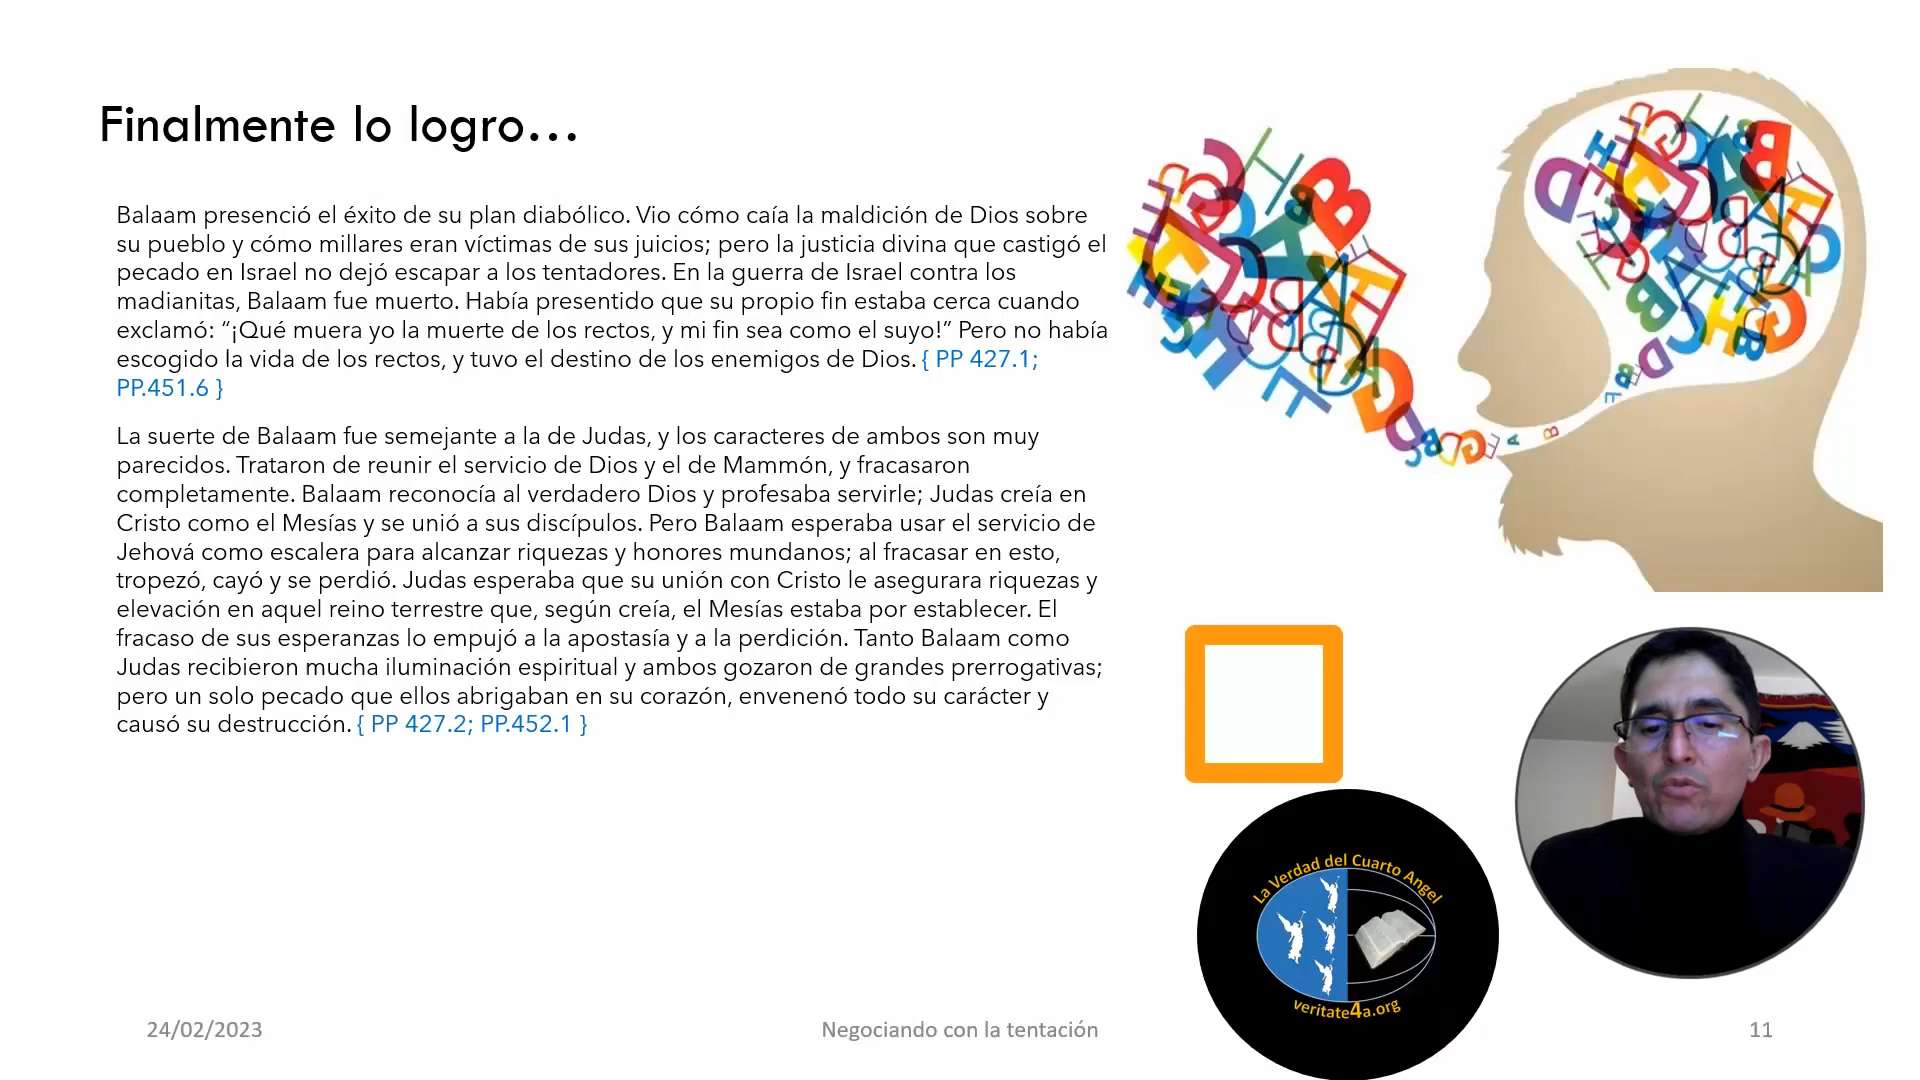 Finalmente lo logro…
Balaam presenció el éxito de su plan diabólico. Vio cómo caía la maldición de Dios sobre
su pueblo y cómo millares eran víctimas de sus juicios; pero la justicia divina que castigó el
pecado en Israel no dejó escapar a los tentadores. En la guerra de Israel contra los
madianitas, Balaam fue muerto. Había presentido que su propio fin estaba cerca cuando
exclamó: “¡Qué muera yo la muerte de los rectos, y mi fin sea como el suyo!” Pero no había
escogido la vida de los rectos, y tuvo el destino de los enemigos de Dios. { PP 427.1;
PP.451.6 }
La suerte de Balaam fue semejante a la de Judas, y los caracteres de ambos son muy
parecidos. Trataron de reunir el servicio de Dios y el de Mammón, y fracasaron
completamente. Balaam reconocía al verdadero Dios y profesaba servirle; Judas creía en
Cristo como el Mesías y se unió a sus discípulos. Pero Balaam esperaba usar el servicio de
Jehová como escalera para alcanzar riquezas y honores mundanos; al fracasar en esto,
tropezó, cayó y se perdió. Judas esperaba que su unión con Cristo le asegurara riquezas y
elevación en aquel reino terrestre que, según creía, el Mesías estaba por establecer. El
fracaso de sus esperanzas lo empujó a la apostasía y a la perdición. Tanto Balaam como
Judas recibieron mucha iluminación espiritual y ambos gozaron de grandes prerrogativas;
pero un solo pecado que ellos abrigaban en su corazón, envenenó todo su carácter y
causó su destrucción. { PP 427.2; PP.452.1 }
La Verdad del Cuarto Angel
veritate4a.org
24/02/2023
Negociando con la tentación
11